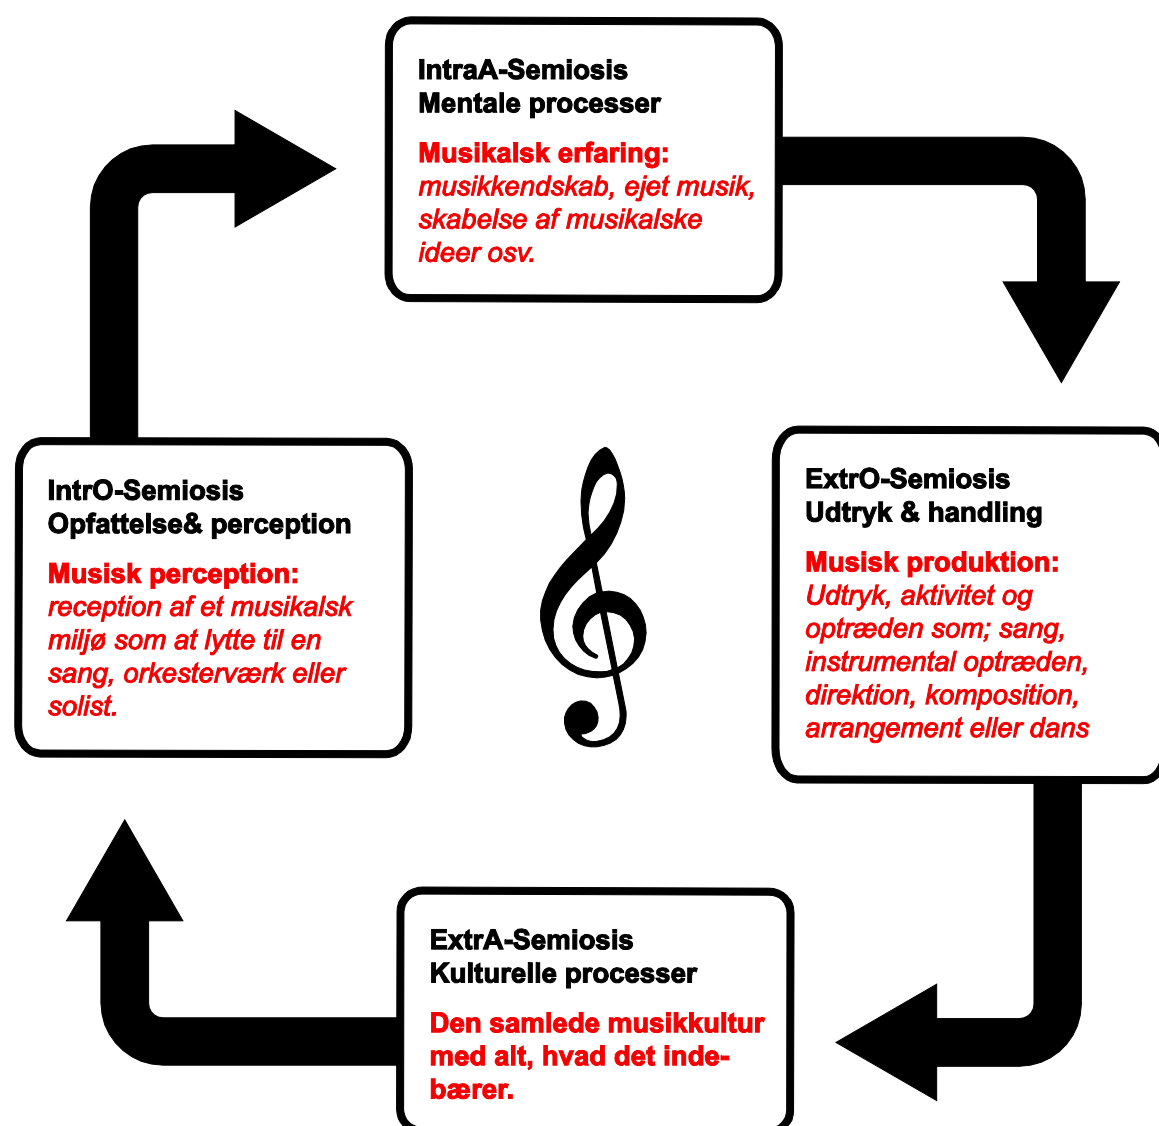 IntraA-Semiosis
Mentale processer
Musikalsk erfaring:
musikkendskab, ejet musik,
skabelse af musikalske
ideer osv.
IntrO-Semiosis
Opfattelse& perception
Musisk perception:
reception af et musikalsk
miljø som at lytte til en
sang, orkesterværk eller
solist.
ExtrO-Semiosis
Udtryk & handling
Musisk produktion:
Udtryk, aktivitet og
optræden som; sang,
instrumental optræden,
direktion, komposition,
arrangement eller dans
ExtrA-Semiosis
Kulturelle processer
Den samlede musikkultur
med alt, hvad det inde-
bærer.